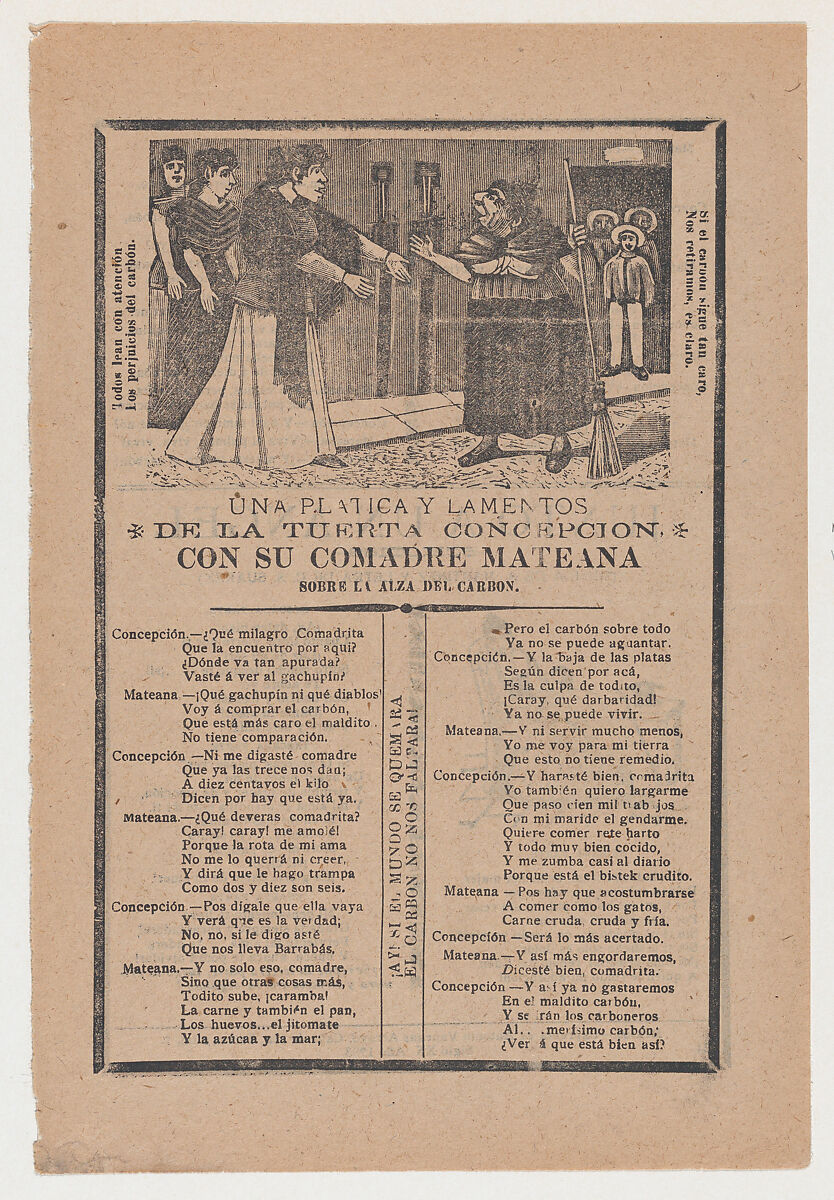 Todos lean con atención
Los perjuicios del carbón.
Si el carbon sigue tan caro,
Nos retiramos, es claro.
UNA PLATICA Y LAMENTOS
DE LA TUERTA CONCEPCION,
CON SU COMADRE MATEANA
SOBRE LA ALZA DEL CARBON.
Concepción.—¿Qué milagro Comadrita
Que la encuentro por aquí?
¿Dónde va tan apurada?
Vasté á ver al gachupín?
Mateana.—¡Qué gachupín ni qué diablos!
Voy á comprar el carbón,
Que está más caro el maldito.
No tiene comparación.
Concepción —Ni me digasté comadre
Que ya las trece nos dan;
A diez centavos el kilo
Dicen por hay que está ya.
Mateana.—¿Qué deveras comadrita?
Caray! caray! me amolé!
Porque la rota de mi ama
No me lo querrá ni creer,
Y dirá que le hago trampa
Como dos y diez son seis.
Concepción.—Pos dígale que ella vaya
Y verá que es la verdad;
No, no, si le digo asté
Que nos lleva Barrabás.
Mateana.—Y no solo eso, comadre,
Sino que otras cosas más,
Todito sube, ¡caramba!
La carne y también el pan,
Los huevos...el jitomate
Y la azúcaa y la mar;
¡AY! SI EL MUNDO SE QUEMARA
EL CARBON NO NOS FALTARA!
Pero el carbón sobre todo
Ya no se puede aguantar.
Concepción.—Y la baja de las platas
Según dicen por acá,
Es la culpa de todito,
¡Caray, qué darbaridad!
Ya no se puede vivir.
Mateana.—Y ni servir mucho menos,
Yo me voy para mi tierra
Que esto no tiene remedio.
Concepción.—Y harasté bien, comadrita
Yo también quiero largarme
Que paso cien mil trab jos
Con mi marido el gendarme.
Quiere comer rete harto
Y todo muy bien cocido,
Y me zumba casi al diario
Porque está el bistek crudito.
Mateana —Pos hay que acostumbrarse
A comer como los gatos,
Carne cruda, cruda y fría.
Concepción —Será lo más acertado.
Mateana.—Y así más engordaremos,
Dicesté bien, comadrita.
Concepción —Y así ya no gastaremos
En el maldito carbón,
Y se irán los carboneros
Al merísimo carbón;
¿Ver á que está bien así?